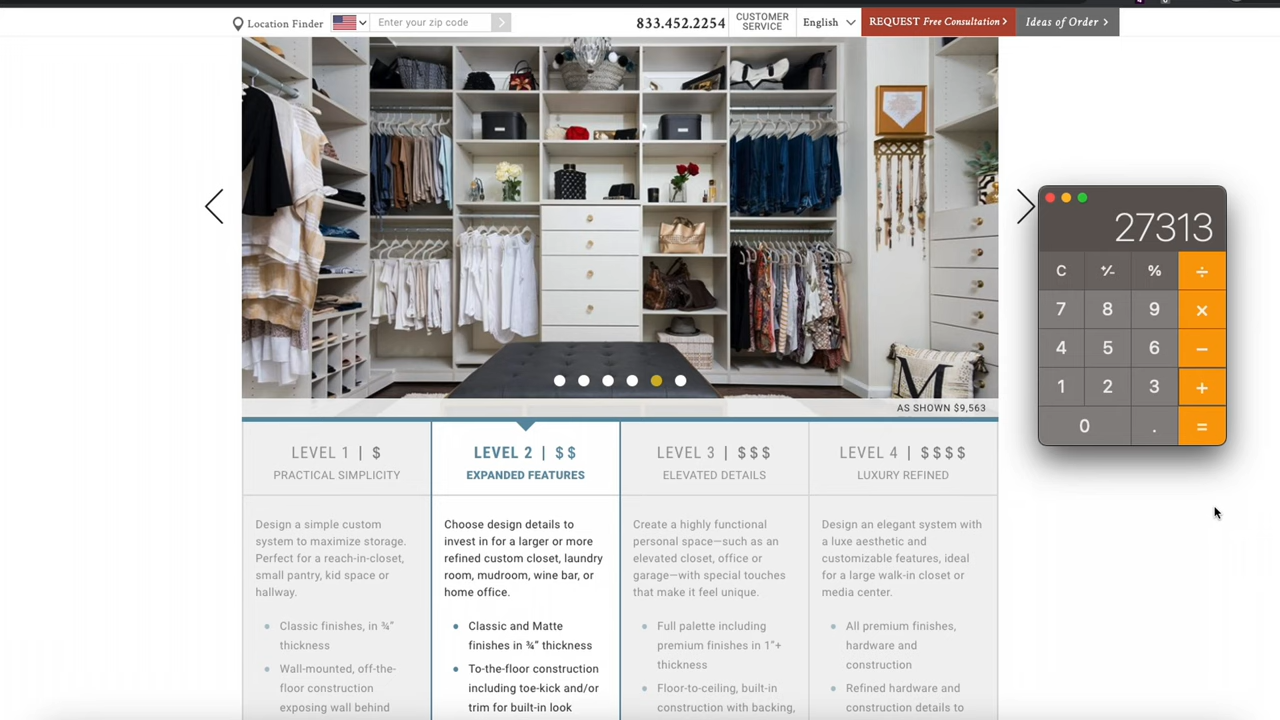 Location Finder
Enter your zip code
833.452.2254
CUSTOMER
SERVICE
English
REQUEST Free Consultation >
Ideas of Order >
M
AS SHOWN $9,563
LEVEL 1 | $
PRACTICAL SIMPLICITY
Design a simple custom
system to maximize storage.
Perfect for a reach-in-closet,
small pantry, kid space or
hallway.
• Classic finishes, in ¾”
thickness
• Wall-mounted, off-the-
floor construction
exposing wall behind
LEVEL 2 | $$
EXPANDED FEATURES
Choose design details to
invest in for a larger or more
refined custom closet, laundry
room, mudroom, wine bar, or
home office.
• Classic and Matte
finishes in ¾” thickness
• To-the-floor construction
including toe-kick and/or
trim for built-in look
LEVEL 3 | $$$
ELEVATED DETAILS
Create a highly functional
personal space—such as an
elevated closet, office or
garage—with special touches
that make it feel unique.
• Full palette including
premium finishes in 1”+
thickness
• Floor-to-ceiling, built-in
construction with backing,
LEVEL 4 | $$$$
LUXURY REFINED
Design an elegant system with
a luxe aesthetic and
customizable features, ideal
for a large walk-in closet or
media center.
• All premium finishes,
hardware and
construction
• Refined hardware and
construction details to
27313
C +/- % ÷
7 8 9 ×
4 5 6 −
1 2 3 +
0 . =